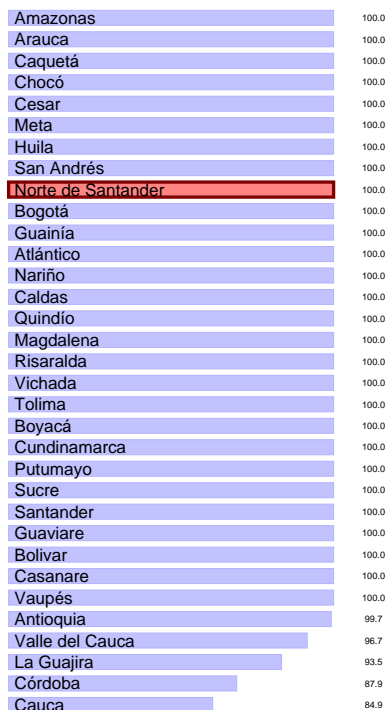 Amazonas 100.0
Arauca 100.0
Caquetá 100.0
Chocó 100.0
Cesar 100.0
Meta 100.0
Huila 100.0
San Andrés 100.0
Norte de Santander 100.0
Bogotá 100.0
Guainía 100.0
Atlántico 100.0
Nariño 100.0
Caldas 100.0
Quindío 100.0
Magdalena 100.0
Risaralda 100.0
Vichada 100.0
Tolima 100.0
Boyacá 100.0
Cundinamarca 100.0
Putumayo 100.0
Sucre 100.0
Santander 100.0
Guaviare 100.0
Bolivar 100.0
Casanare 100.0
Vaupés 100.0
Antioquia 99.7
Valle del Cauca 96.7
La Guajira 93.5
Córdoba 87.9
Cauca 84.9